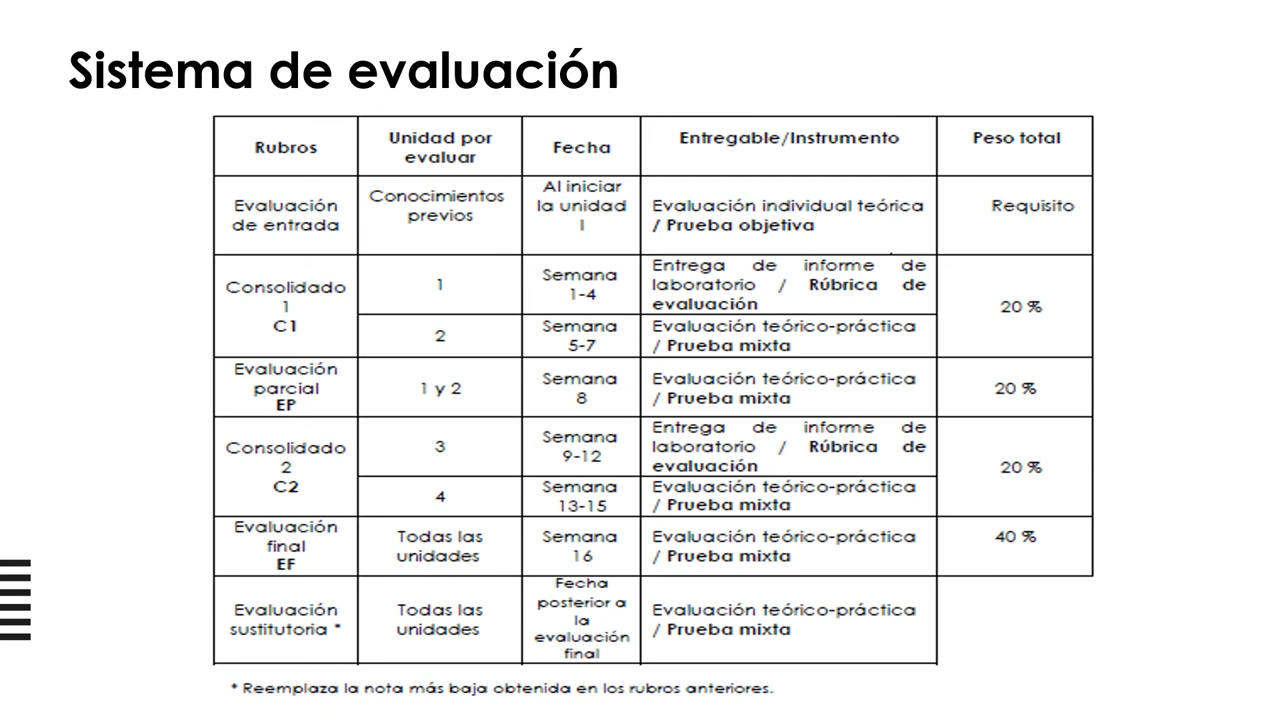 Sistema de evaluación
Rubros
Unidad por
evaluar
Fecha
Entregable/Instrumento
Peso total
Evaluación
de entrada
Conocimientos
previos
Al iniciar
la unidad
I
Evaluación individual teórica
/ Prueba objetiva
Requisito
Consolidado
1
C1
1
Semana
1-4
Entrega de informe de
laboratorio / Rúbrica de
evaluación
20 %
2
Semana
5-7
Evaluación teórico-práctica
/ Prueba mixta
Evaluación
parcial
EP
1 y 2
Semana
8
Evaluación teórico-práctica
/ Prueba mixta
20 %
Consolidado
2
C2
3
Semana
9-12
Entrega de informe de
laboratorio / Rúbrica de
evaluación
20 %
4
Semana
13-15
Evaluación teórico-práctica
/ Prueba mixta
Evaluación
final
EF
Todas las
unidades
Semana
16
Evaluación teórico-práctica
/ Prueba mixta
40 %
Evaluación
sustitutoria *
Todas las
unidades
Fecha
posterior a
la
evaluación
final
Evaluación teórico-práctica
/ Prueba mixta
* Reemplaza la nota más baja obtenida en los rubros anteriores.